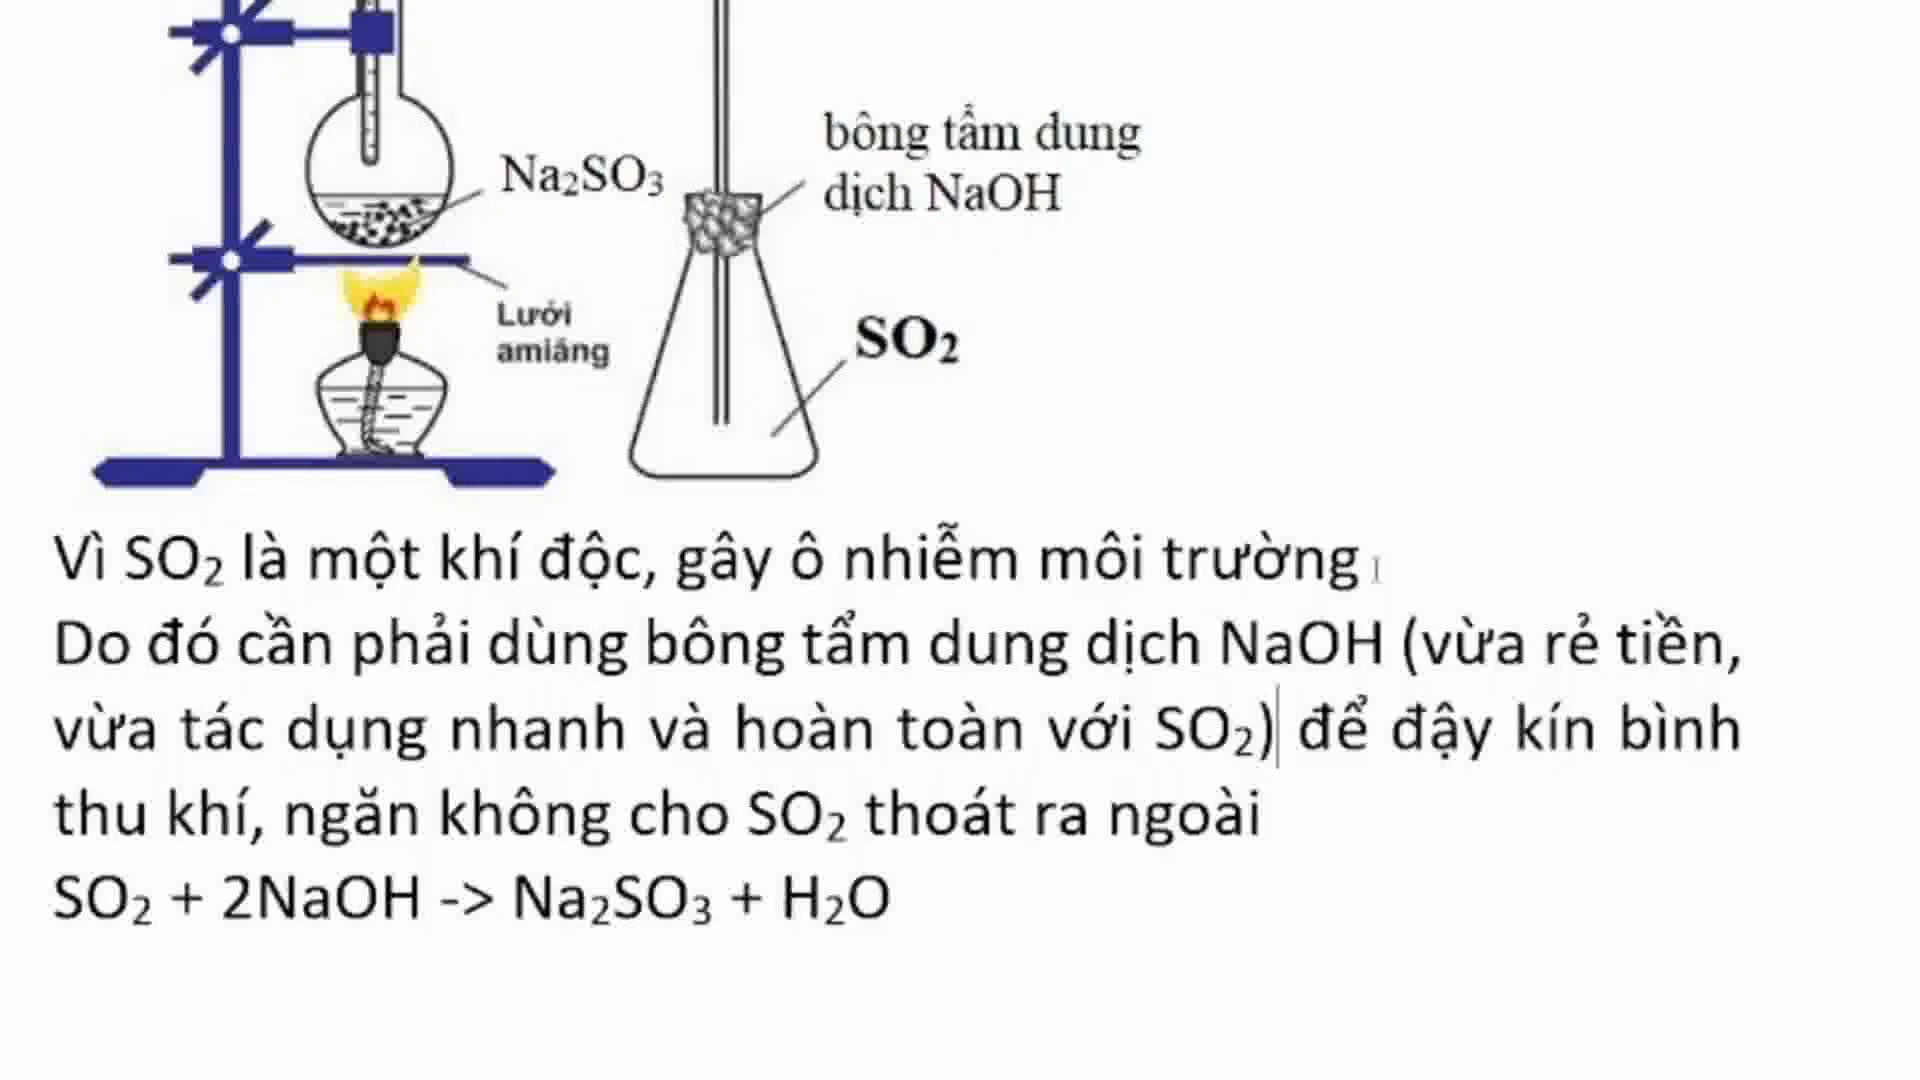 Na₂SO₃
bông tẩm dung
dịch NaOH
Lưới
amiăng
SO₂
Vì SO₂ là một khí độc, gây ô nhiễm môi trường
Do đó cần phải dùng bông tẩm dung dịch NaOH (vừa rẻ tiền,
vừa tác dụng nhanh và hoàn toàn với SO₂) để đậy kín bình
thu khí, ngăn không cho SO₂ thoát ra ngoài
SO₂ + 2NaOH -> Na₂SO₃ + H₂O